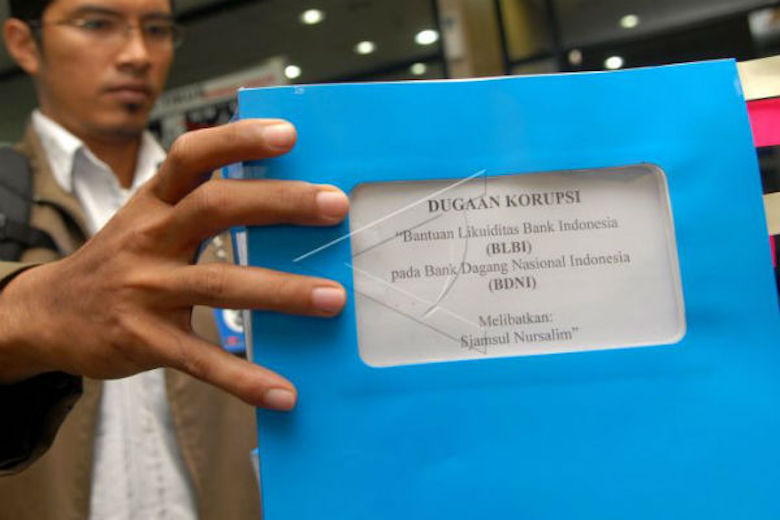 DUGAAN KORUPSI
"Bantuan Likuiditas Bank Indonesia
(BLBI)
pada Bank Dagang Nasional Indonesia
(BDNI)
Melibatkan:
Sjamsul Nursalim"